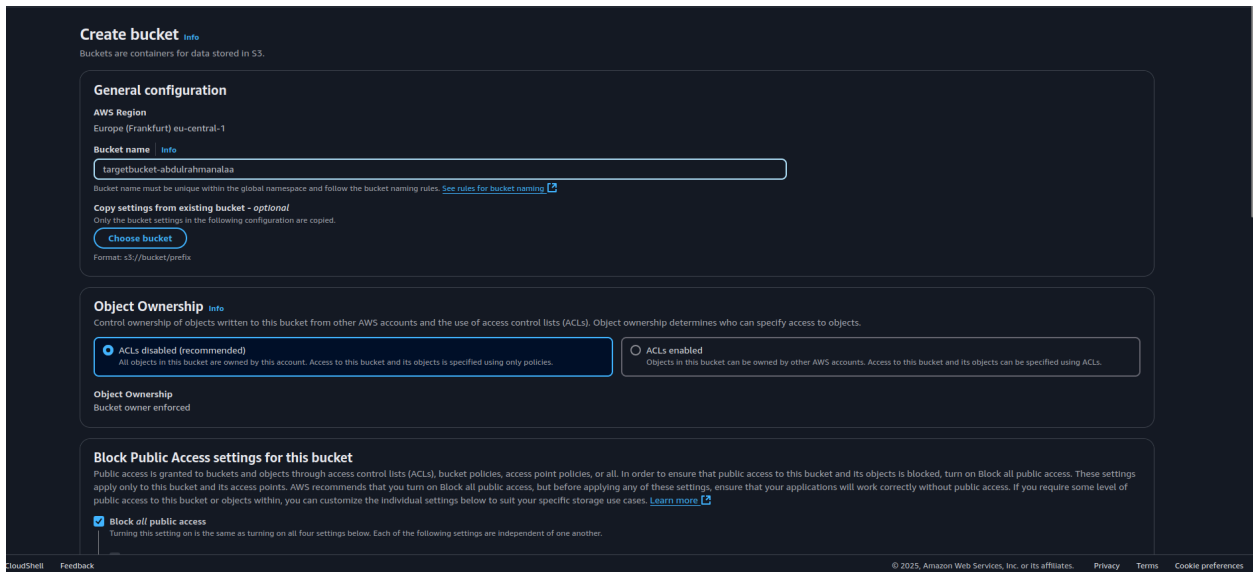 Create bucket Info
Buckets are containers for data stored in S3.
General configuration
AWS Region
Europe (Frankfurt) eu-central-1
Bucket name Info
targetbucket-abdulrahmanalaa
Bucket name must be unique within the global namespace and follow the bucket naming rules. See rules for bucket naming
Copy settings from existing bucket - optional
Only the bucket settings in the following configuration are copied.
Choose bucket
Format: s3://bucket/prefix
Object Ownership Info
Control ownership of objects written to this bucket from other AWS accounts and the use of access control lists (ACLs). Object ownership determines who can specify access to objects.
ACLs disabled (recommended)
All objects in this bucket are owned by this account. Access to this bucket and its objects is specified using only policies.
ACLs enabled
Objects in this bucket can be owned by other AWS accounts. Access to this bucket and its objects can be specified using ACLs.
Object Ownership
Bucket owner enforced
Block Public Access settings for this bucket
Public access is granted to buckets and objects through access control lists (ACLs), bucket policies, access point policies, or all. In order to ensure that public access to this bucket and its objects is blocked, turn on Block all public access. These settings
apply only to this bucket and its access points. AWS recommends that you turn on Block all public access, but before applying any of these settings, ensure that your applications will work correctly without public access. If you require some level of
public access to this bucket or objects within, you can customize the individual settings below to suit your specific storage use cases. Learn more
Block all public access
Turning this setting on is the same as turning on all four settings below. Each of the following settings are independent of one another.
CloudShell Feedback © 2025, Amazon Web Services, Inc. or its affiliates. Privacy Terms Cookie preferences